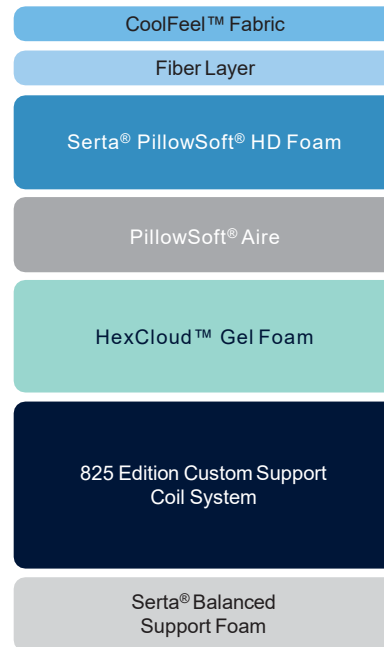 CoolFeel™ Fabric
Fiber Layer
Serta® PillowSoft® HD Foam
PillowSoft® Aire
HexCloud™ Gel Foam
825 Edition Custom Support
Coil System
Serta® Balanced
Support Foam